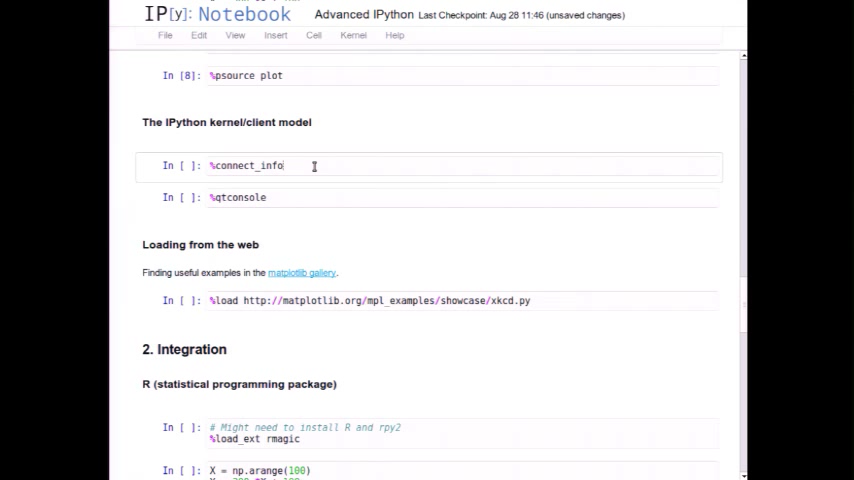 IP[y]: Notebook Advanced IPython Last Checkpoint: Aug 28 11:46 (unsaved changes)
File Edit View Insert Cell Kernel Help
In [8]: %psource plot
The IPython kernel/client model
In [ ]: %connect_info
In [ ]: %qtconsole
Loading from the web
Finding useful examples in the matplotlib gallery.
In [ ]: %load http://matplotlib.org/mpl_examples/showcase/xkcd.py
2. Integration
R (statistical programming package)
In [ ]: # Might need to install R and rpy2
%load_ext rmagic
In [ ]: X = np.arange(100)